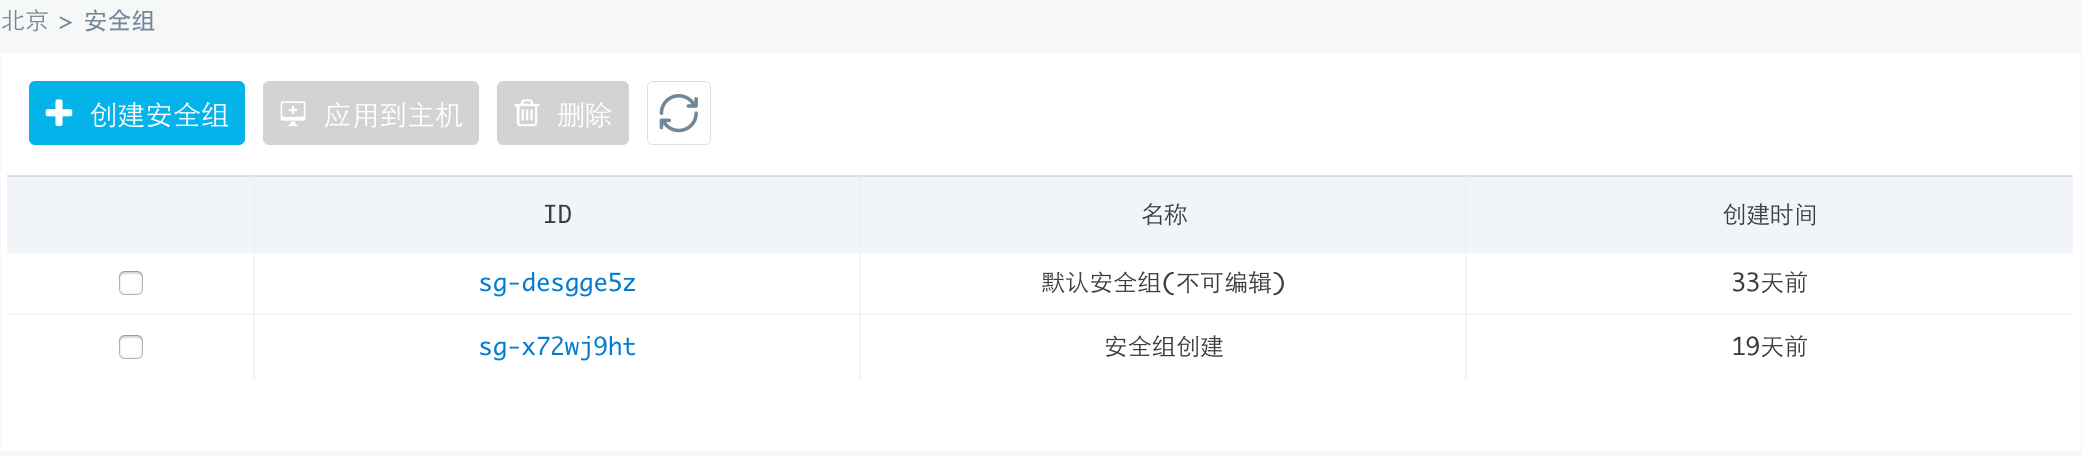 北京 > 安全组
创建安全组 应用到主机 删除
ID 名称 创建时间
sg-desgge5z 默认安全组(不可编辑) 33天前
sg-x72wj9ht 安全组创建 19天前